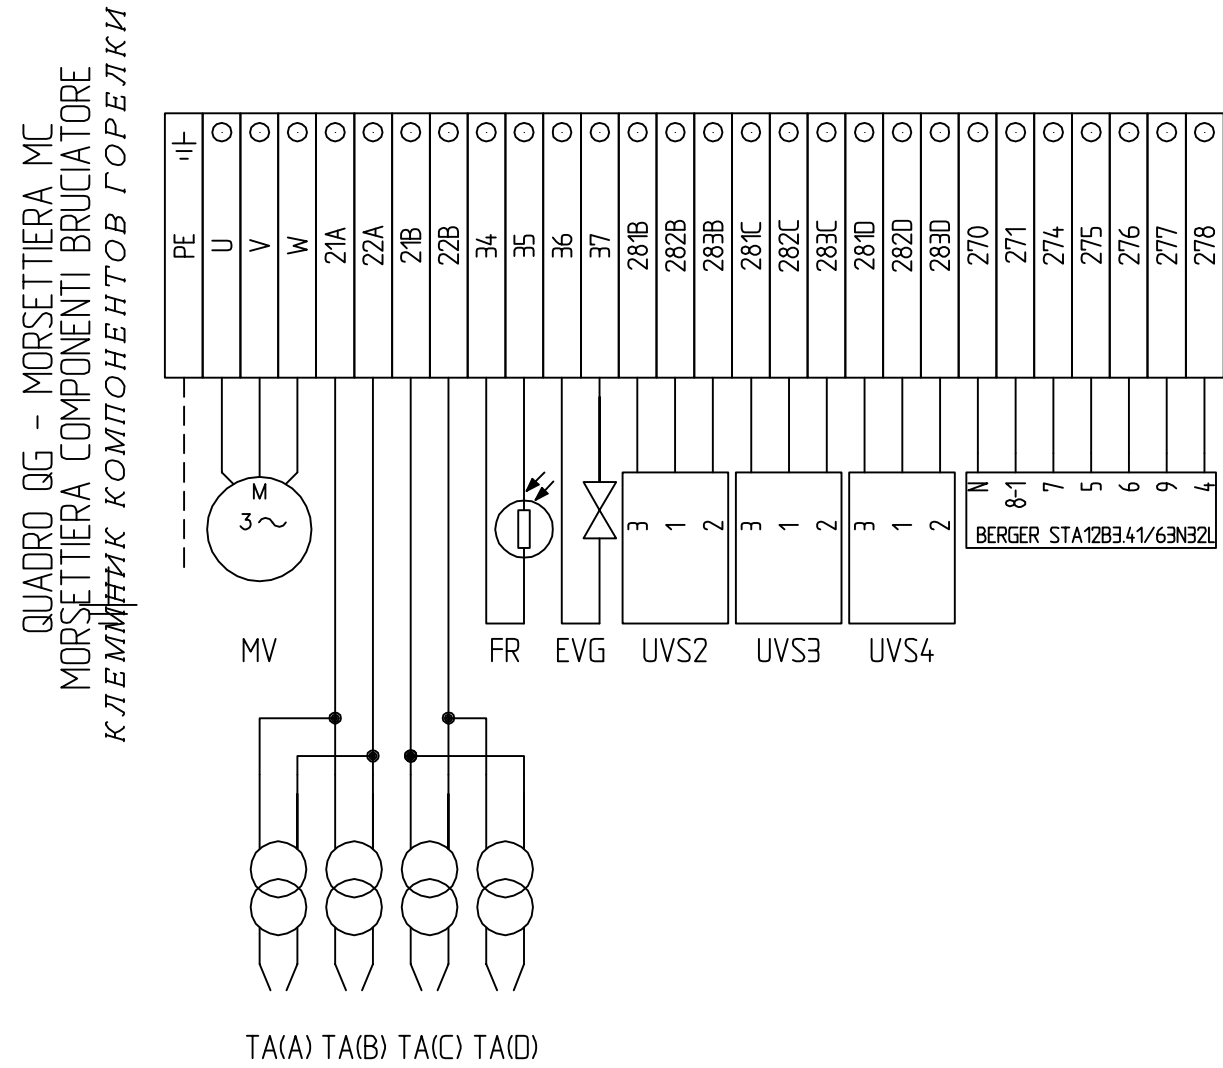 QUADRO QG - MORSETTIERA MC
MORSETTIERA COMPONENTI BRUCIATORE
КЛЕММНИК КОМПОНЕНТОВ ГОРЕЛКИ
PE U V W 21A 22A 21B 22B 34 35 36 37 281B 282B 283B 281C 282C 283C 281D 282D 283D 270 271 274 275 276 277 278
M
3~
3 1 2
3 1 2
3 1 2
N 8-1 7 5 6 9 4
BERGER STA12B3.41/63N32L
MV FR EVG UVS2 UVS3 UVS4
TA(A) TA(B) TA(C) TA(D)